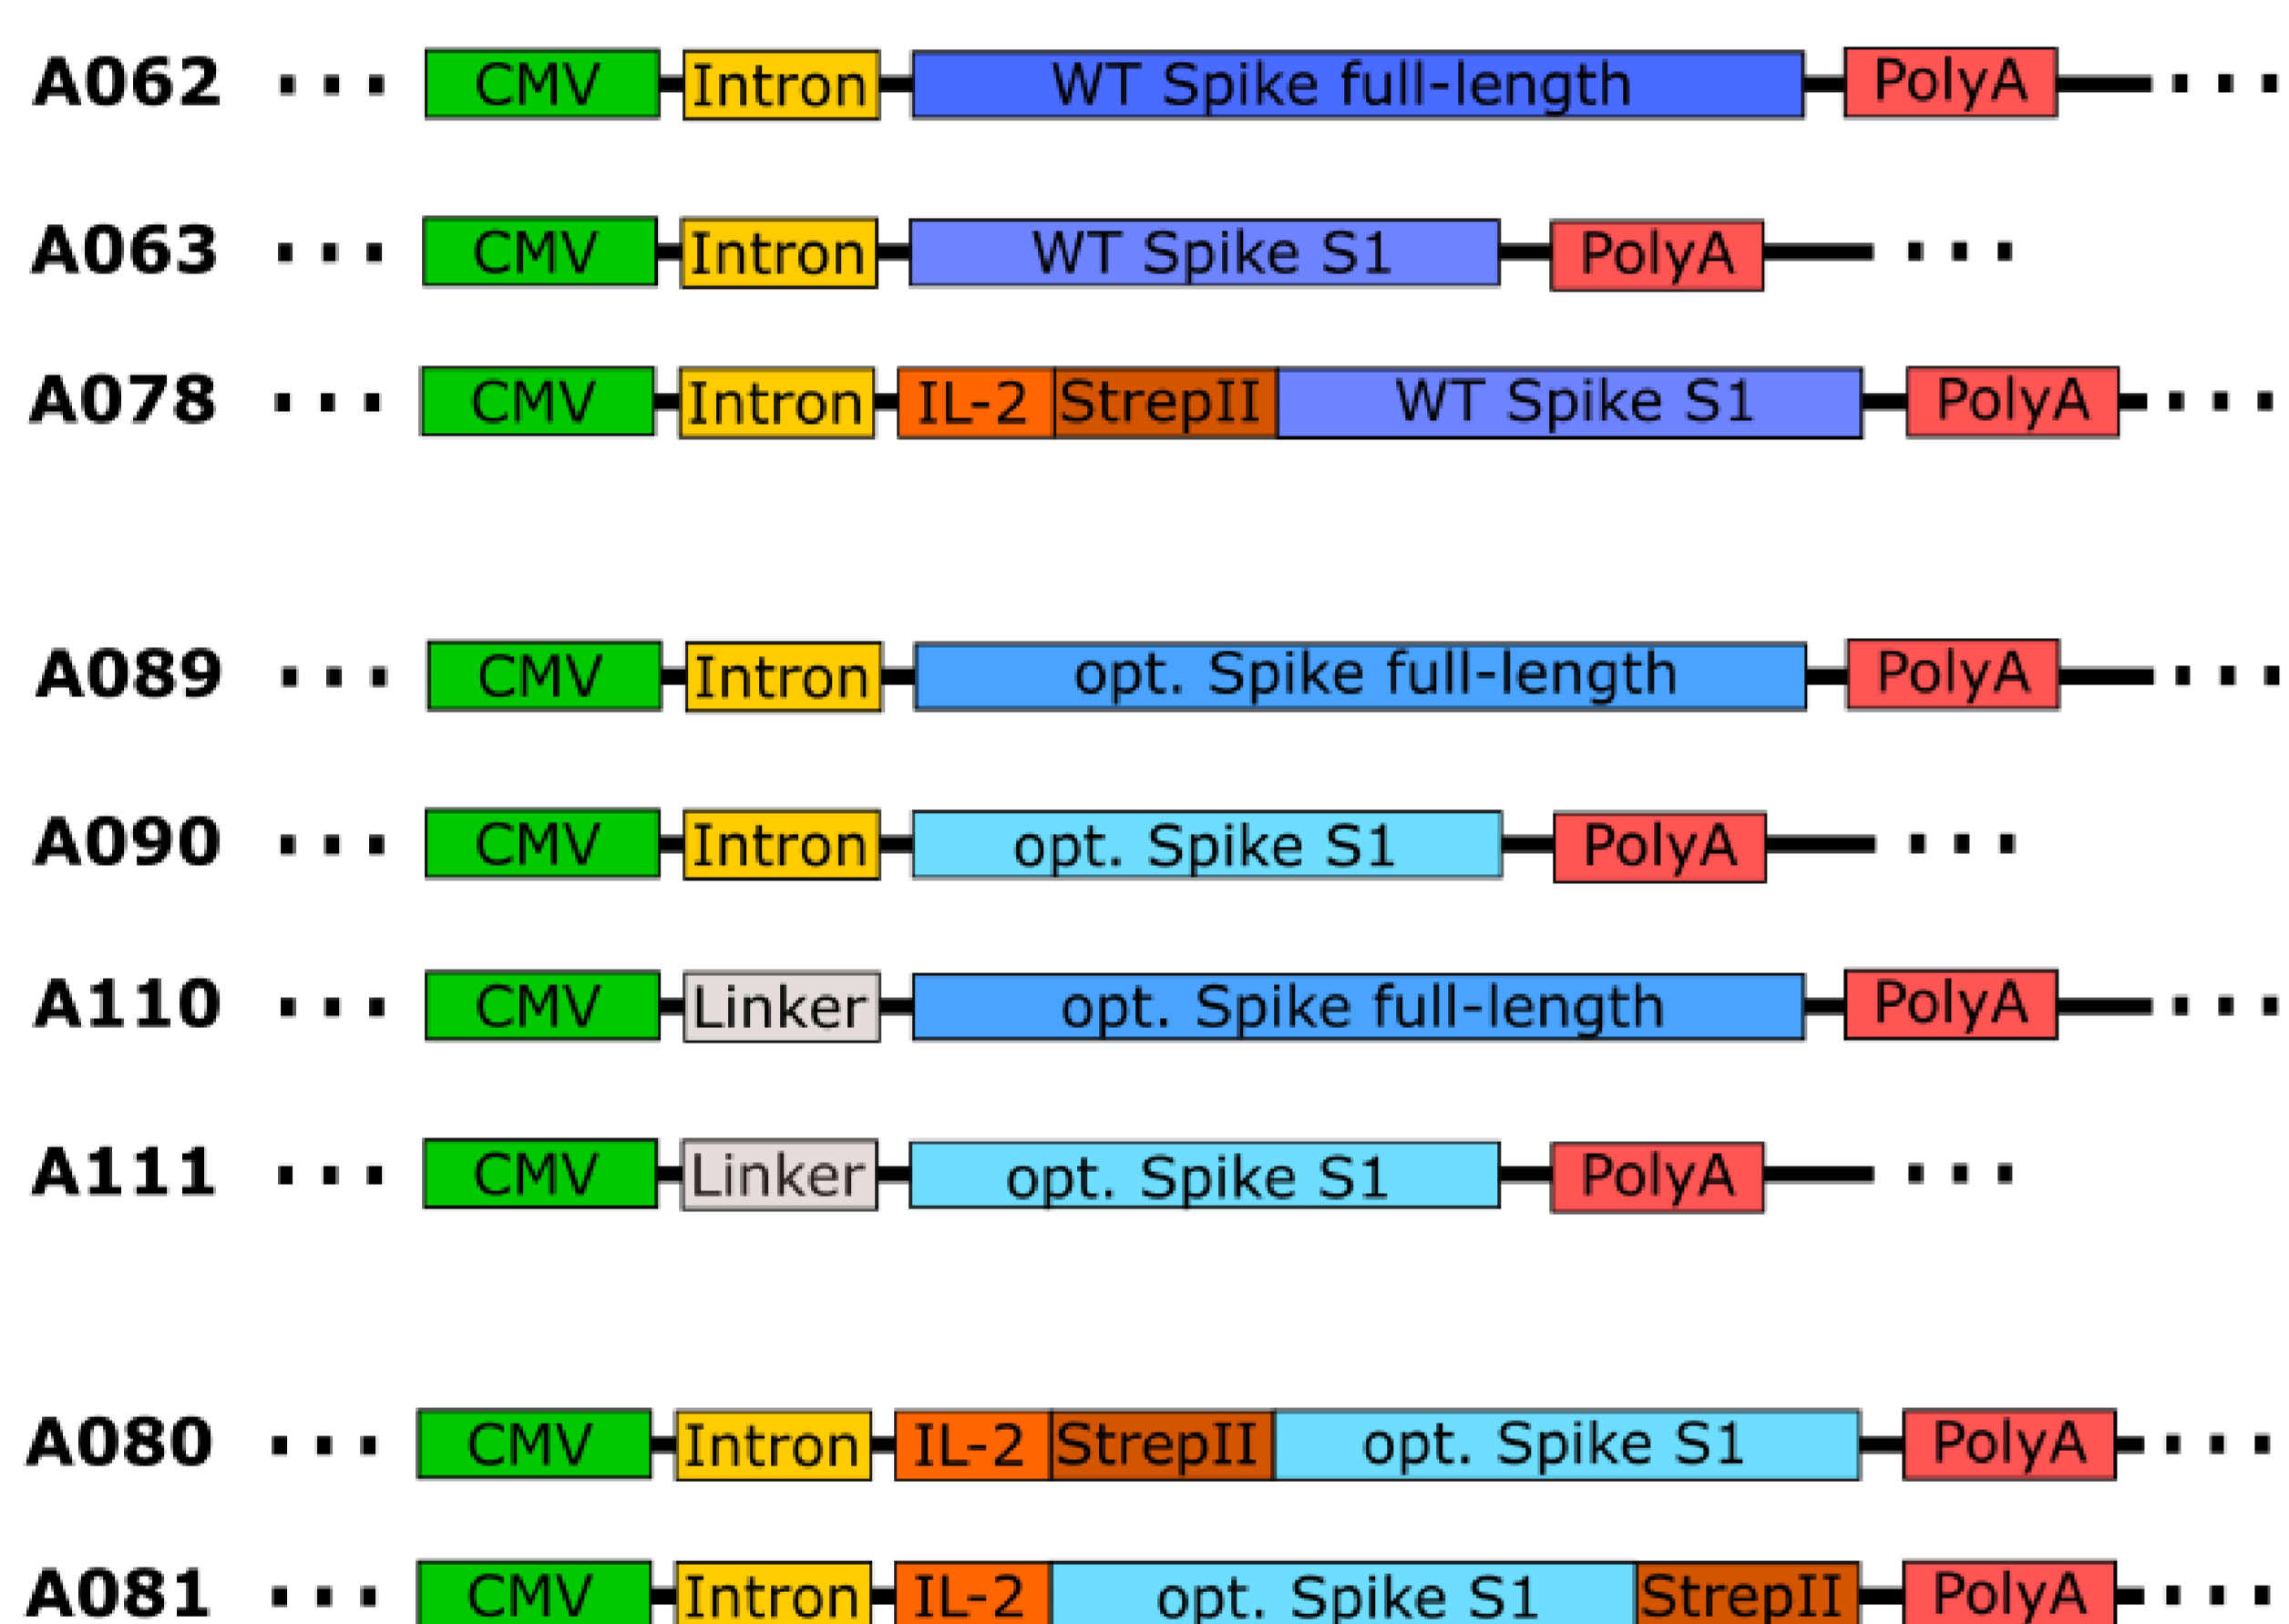 A062 ... CMV Intron WT Spike full-length PolyA ...
A063 ... CMV Intron WT Spike S1 PolyA ...
A078 ... CMV Intron IL-2 StrepII WT Spike S1 PolyA ...
A089 ... CMV Intron opt. Spike full-length PolyA ...
A090 ... CMV Intron opt. Spike S1 PolyA ...
A110 ... CMV Linker opt. Spike full-length PolyA ...
A111 ... CMV Linker opt. Spike S1 PolyA ...
A080 ... CMV Intron IL-2 StrepII opt. Spike S1 PolyA ...
A081 ... CMV Intron IL-2 opt. Spike S1 StrepII PolyA ...